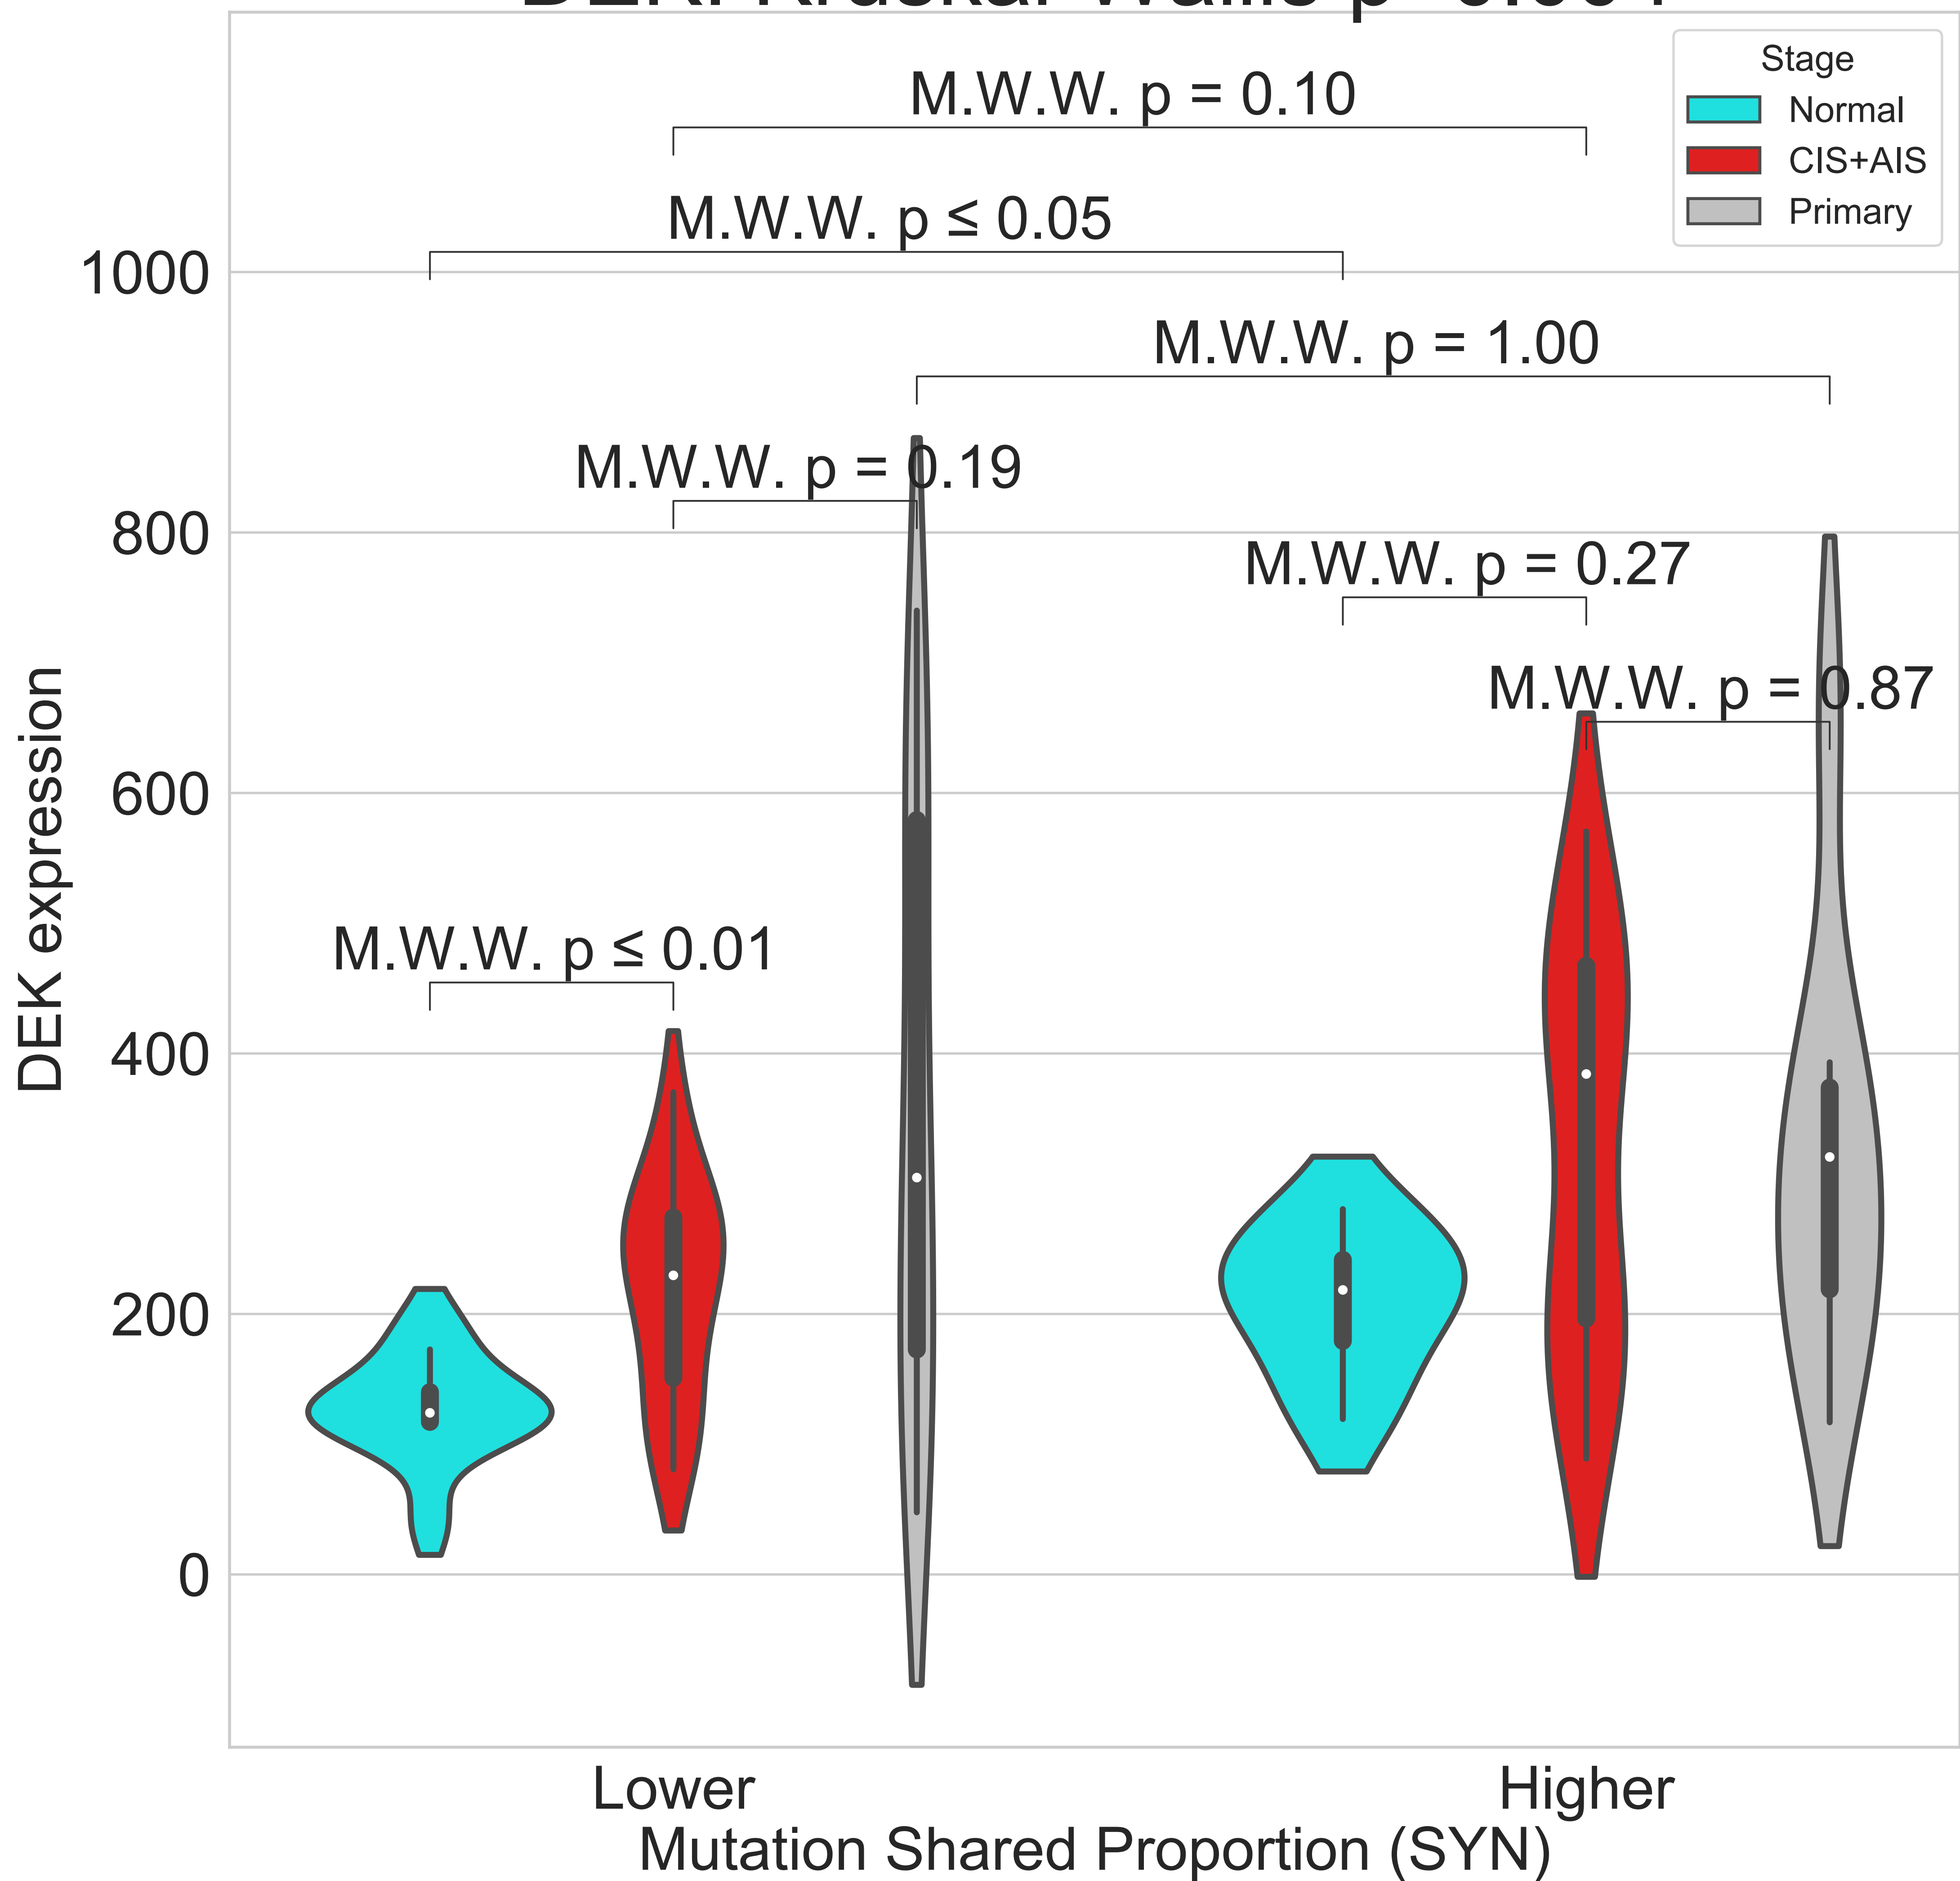 M.W.W. p = 0.10
M.W.W. p ≤ 0.05
M.W.W. p = 1.00
M.W.W. p = 0.19
M.W.W. p = 0.27
M.W.W. p = 0.87
M.W.W. p ≤ 0.01
Stage
Normal
CIS+AIS
Primary
DEK expression
1000
800
600
400
200
0
Lower
Higher
Mutation Shared Proportion (SYN)